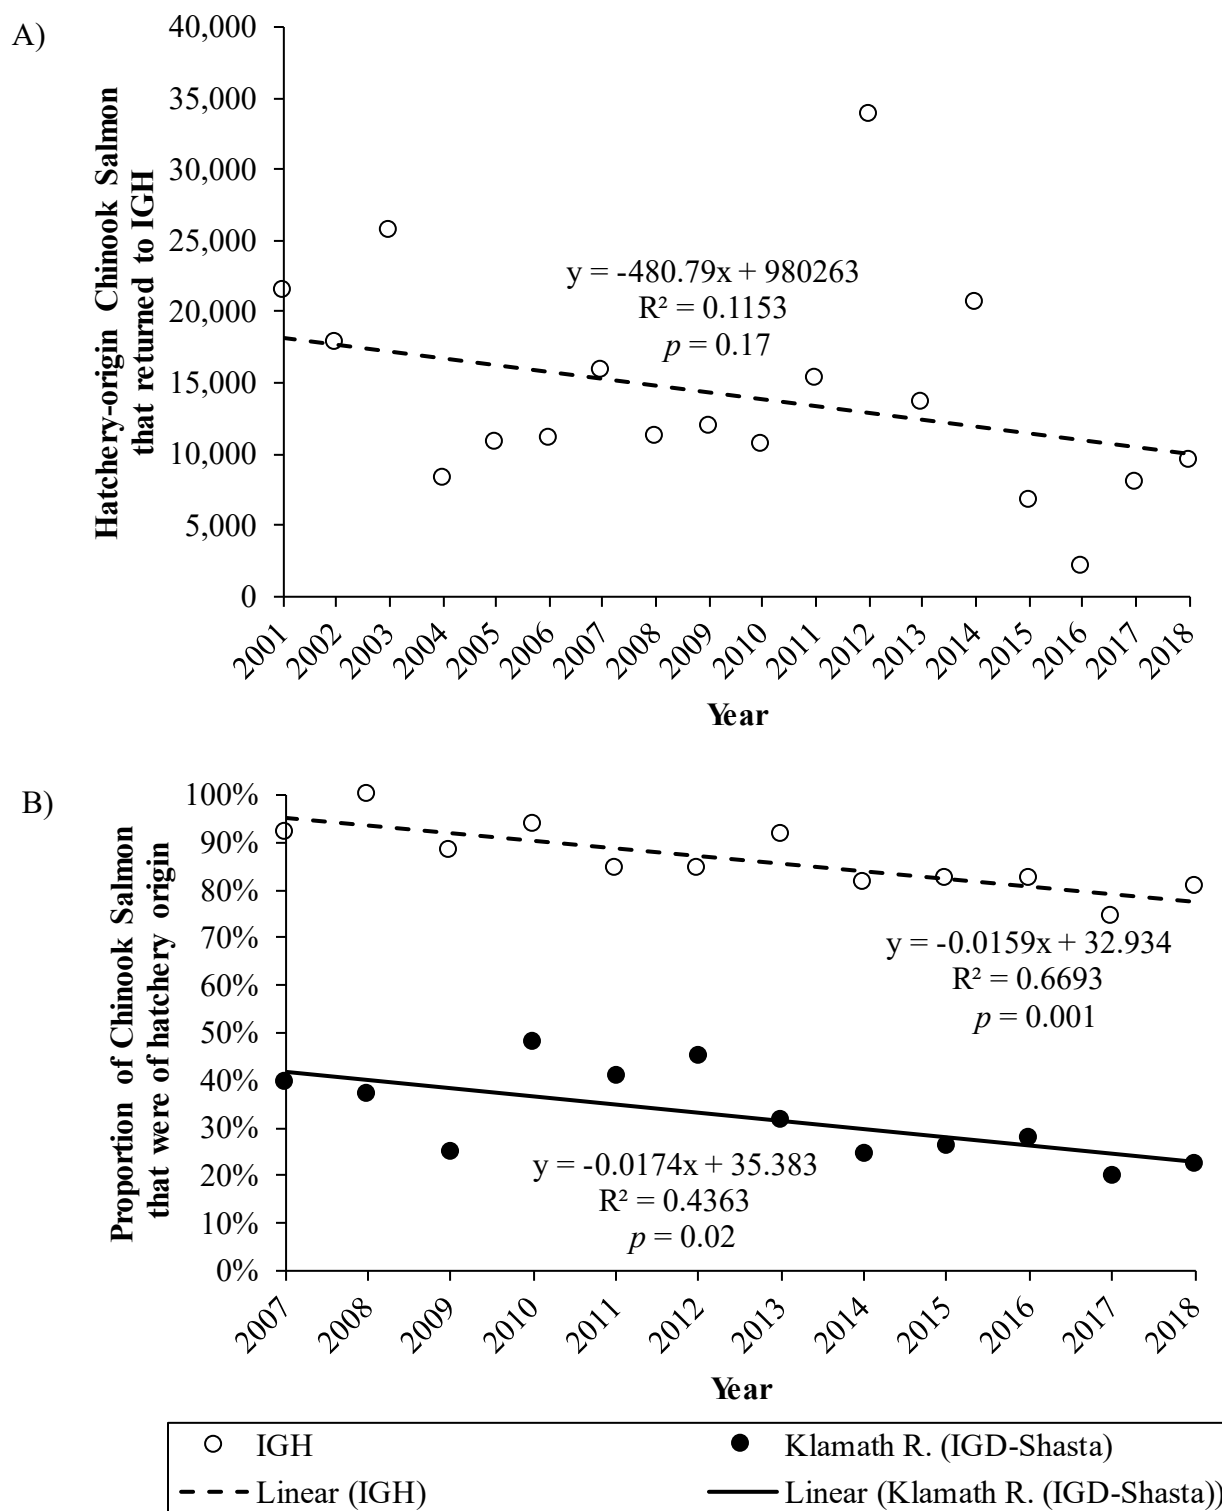 A)
Hatchery-origin Chinook Salmon
that returned to IGH
40,000
35,000
30,000
25,000
20,000
15,000
10,000
5,000
0
y = -480.79x + 980263
R² = 0.1153
p = 0.17
2001
2002
2003
2004
2005
2006
2007
2008
2009
2010
2011
2012
2013
2014
2015
2016
2017
2018
Year
B)
Proportion of Chinook Salmon
that were of hatchery origin
100%
90%
80%
70%
60%
50%
40%
30%
20%
10%
0%
y = -0.0159x + 32.934
R² = 0.6693
p = 0.001
y = -0.0174x + 35.383
R² = 0.4363
p = 0.02
2007
2008
2009
2010
2011
2012
2013
2014
2015
2016
2017
2018
Year
IGH
Klamath R. (IGD-Shasta)
Linear (IGH)
Linear (Klamath R. (IGD-Shasta))